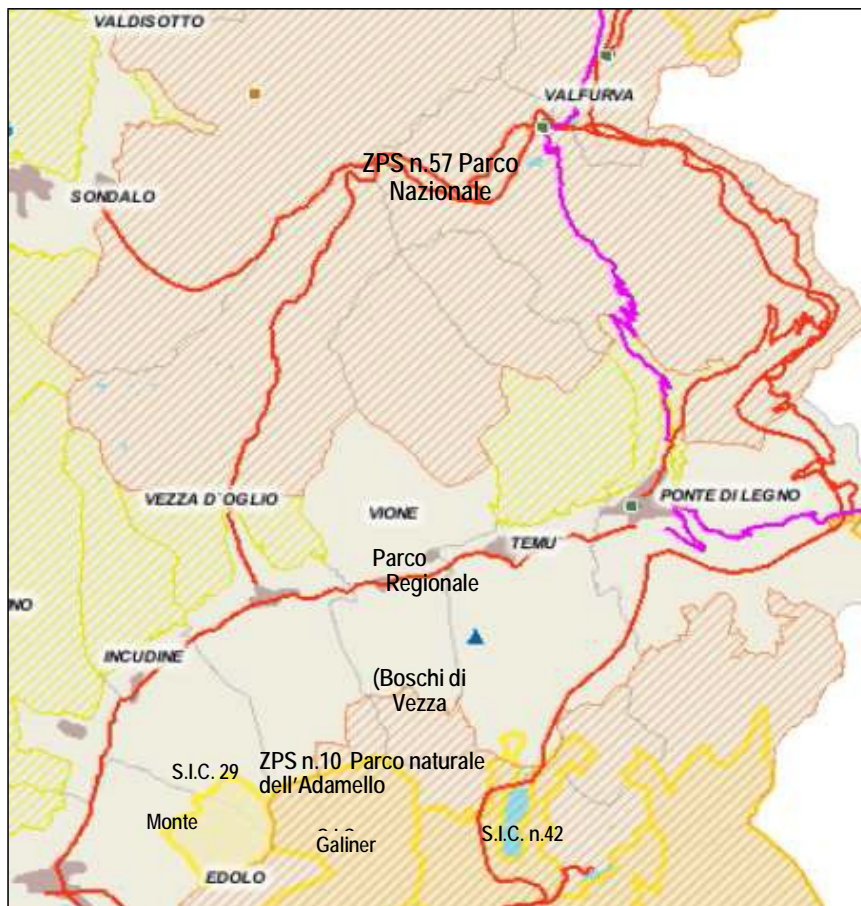 VALDISOTTO
VALFURVA
ZPS n.57 Parco
Nazionale
SONDALO
VEZZA D`OGLIO
VIONE
PONTE DI LEGNO
TEMU
Parco
Regionale
NO
INCUDINE
(Boschi di
Vezza
ZPS n.10 Parco naturale
dell'Adamello
S.I.C. 29
Monte
Galiner
S.I.C. n.42
EDOLO